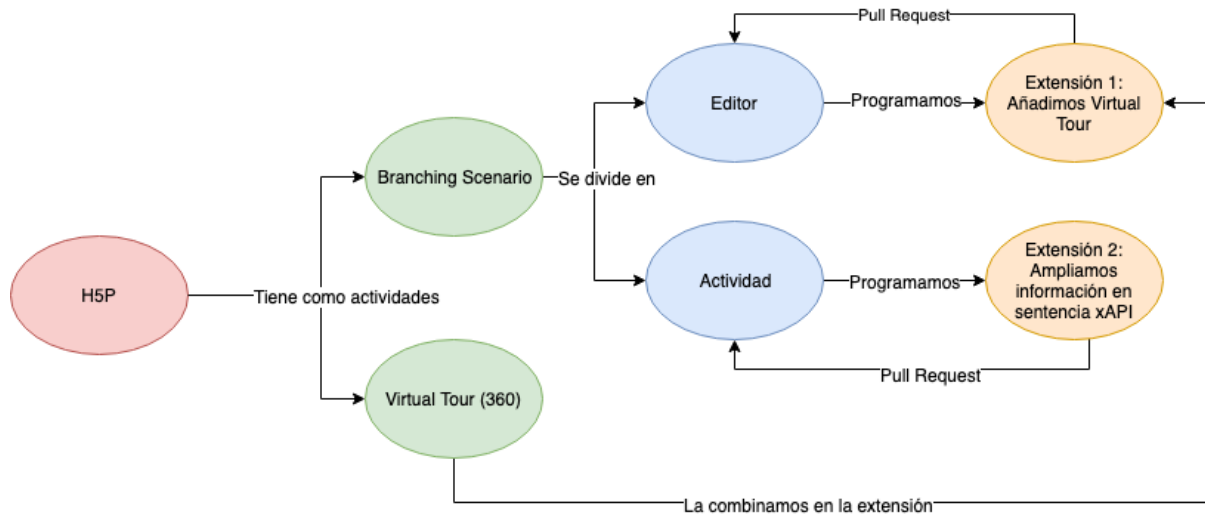 Pull Request
Editor
Programamos
Extensión 1:
Añadimos Virtual
Tour
Branching Scenario
Se divide en
H5P
Tiene como actividades
Actividad
Programamos
Extensión 2:
Ampliamos
información en
sentencia xAPI
Pull Request
Virtual Tour (360)
La combinamos en la extensión